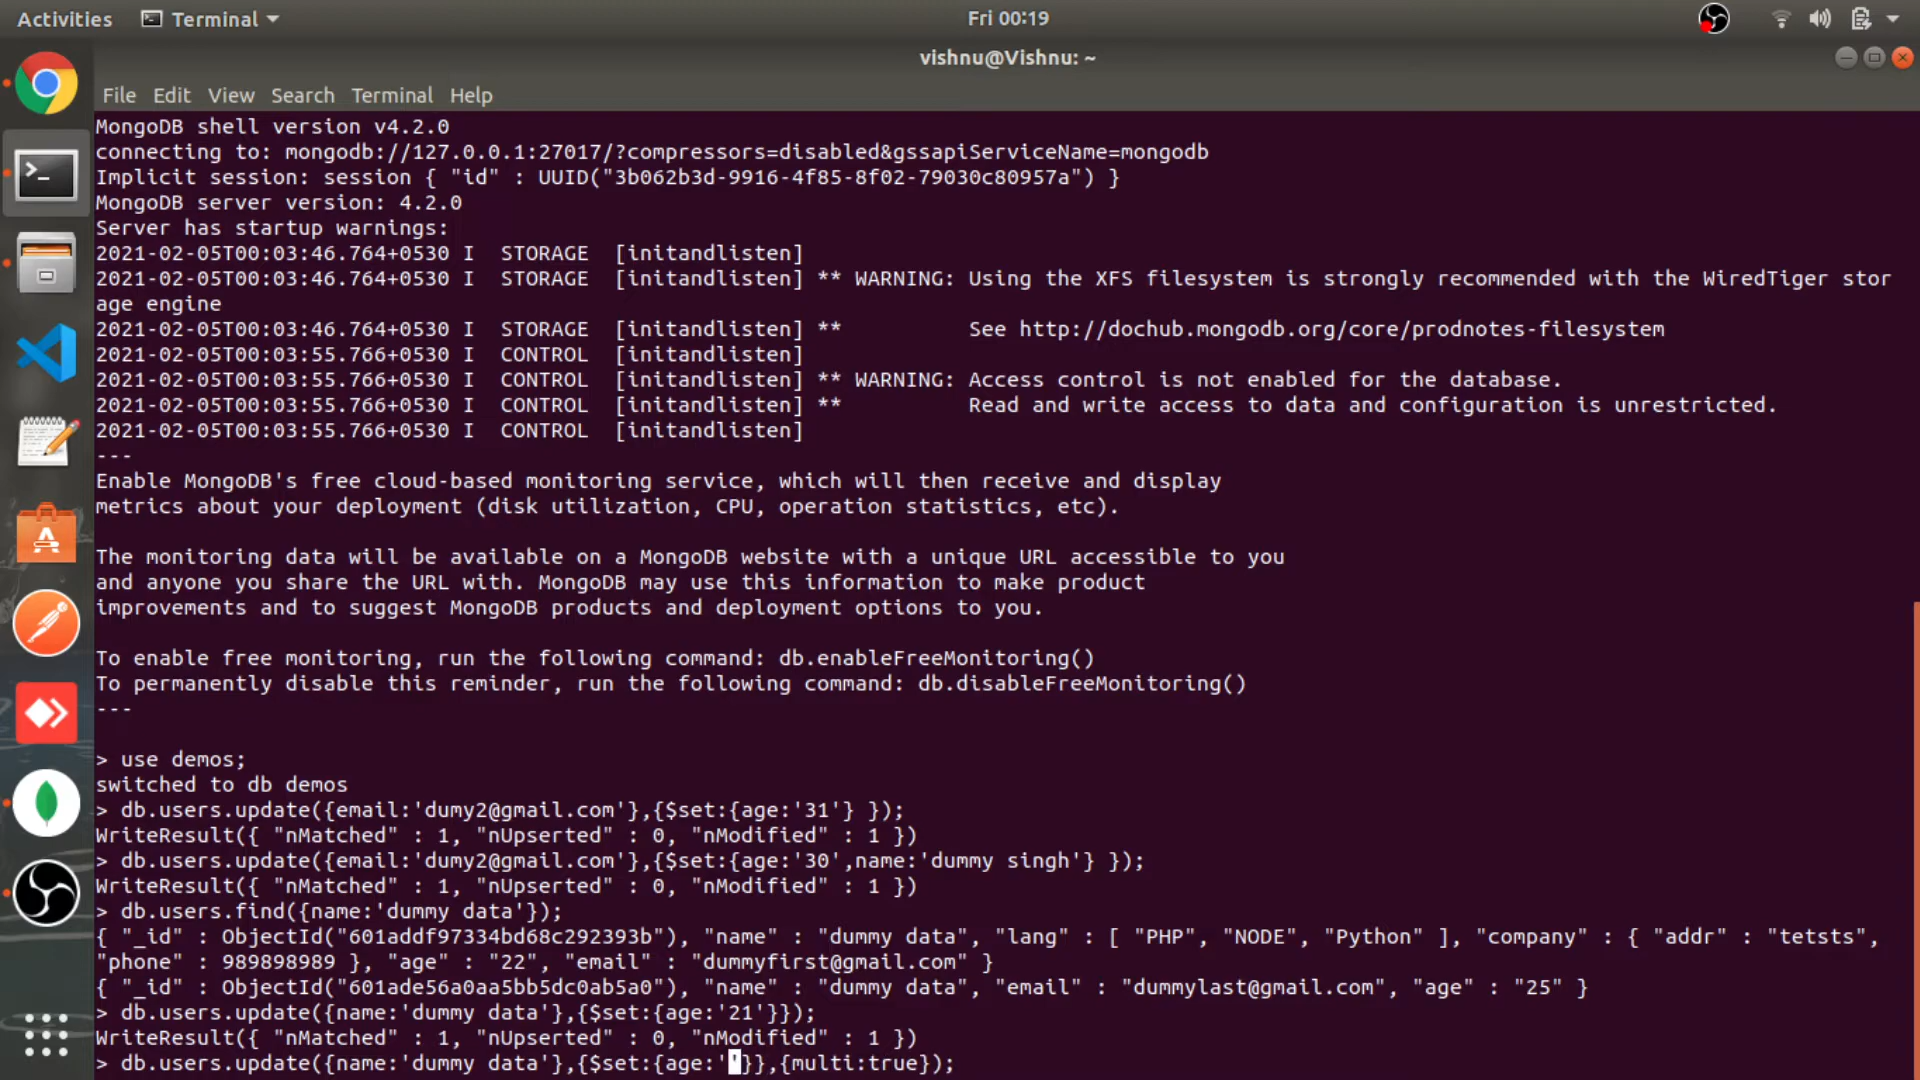 Activities Terminal Fri 00:19
vishnu@Vishnu: ~
File Edit View Search Terminal Help
MongoDB shell version v4.2.0
connecting to: mongodb://127.0.0.1:27017/?compressors=disabled&gssapiServiceName=mongodb
Implicit session: session { "id" : UUID("3b062b3d-9916-4f85-8f02-79030c80957a") }
MongoDB server version: 4.2.0
Server has startup warnings:
2021-02-05T00:03:46.764+0530 I  STORAGE  [initandlisten]
2021-02-05T00:03:46.764+0530 I  STORAGE  [initandlisten] ** WARNING: Using the XFS filesystem is strongly recommended with the WiredTiger stor
age engine
2021-02-05T00:03:46.764+0530 I  STORAGE  [initandlisten] **          See http://dochub.mongodb.org/core/prodnotes-filesystem
2021-02-05T00:03:55.766+0530 I  CONTROL  [initandlisten]
2021-02-05T00:03:55.766+0530 I  CONTROL  [initandlisten] ** WARNING: Access control is not enabled for the database.
2021-02-05T00:03:55.766+0530 I  CONTROL  [initandlisten] **          Read and write access to data and configuration is unrestricted.
2021-02-05T00:03:55.766+0530 I  CONTROL  [initandlisten]
---
Enable MongoDB's free cloud-based monitoring service, which will then receive and display
metrics about your deployment (disk utilization, CPU, operation statistics, etc).
The monitoring data will be available on a MongoDB website with a unique URL accessible to you
and anyone you share the URL with. MongoDB may use this information to make product
improvements and to suggest MongoDB products and deployment options to you.
To enable free monitoring, run the following command: db.enableFreeMonitoring()
To permanently disable this reminder, run the following command: db.disableFreeMonitoring()
---
> use demos;
switched to db demos
> db.users.update({email:'dumy2@gmail.com'},{$set:{age:'31'} });
WriteResult({ "nMatched" : 1, "nUpserted" : 0, "nModified" : 1 })
> db.users.update({email:'dumy2@gmail.com'},{$set:{age:'30',name:'dummy singh'} });
WriteResult({ "nMatched" : 1, "nUpserted" : 0, "nModified" : 1 })
> db.users.find({name:'dummy data'});
{ "_id" : ObjectId("601addf97334bd68c292393b"), "name" : "dummy data", "lang" : [ "PHP", "NODE", "Python" ], "company" : { "addr" : "tetsts",
"phone" : 989898989 }, "age" : "22", "email" : "dummyfirst@gmail.com" }
{ "_id" : ObjectId("601ade56a0aa5bb5dc0ab5a0"), "name" : "dummy data", "email" : "dummylast@gmail.com", "age" : "25" }
> db.users.update({name:'dummy data'},{$set:{age:'21'}});
WriteResult({ "nMatched" : 1, "nUpserted" : 0, "nModified" : 1 })
> db.users.update({name:'dummy data'},{$set:{age:''}},{multi:true});